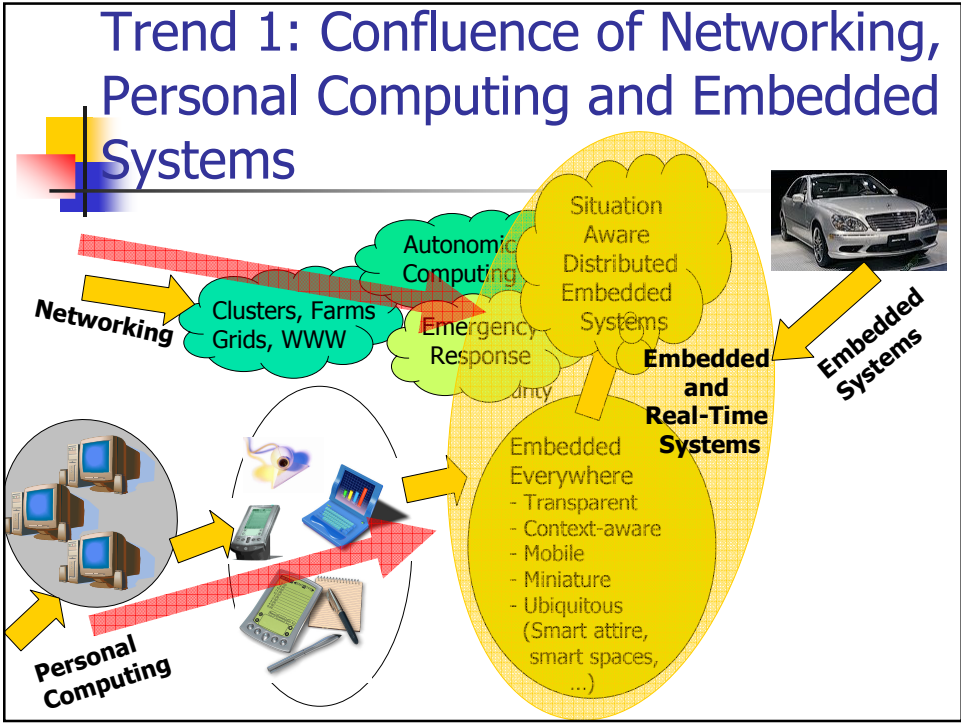 Trend 1: Confluence of Networking,
Personal Computing and Embedded
Systems
Networking
Clusters, Farms
Grids, WWW
Autonomic
Computing
Emergency
Response
Situation
Aware
Distributed
Embedded
Systems
Embedded
Systems
Embedded
and
Real-Time
Systems
Embedded
Everywhere
- Transparent
- Context-aware
- Mobile
- Miniature
- Ubiquitous
(Smart attire,
smart spaces,
...)
Personal
Computing